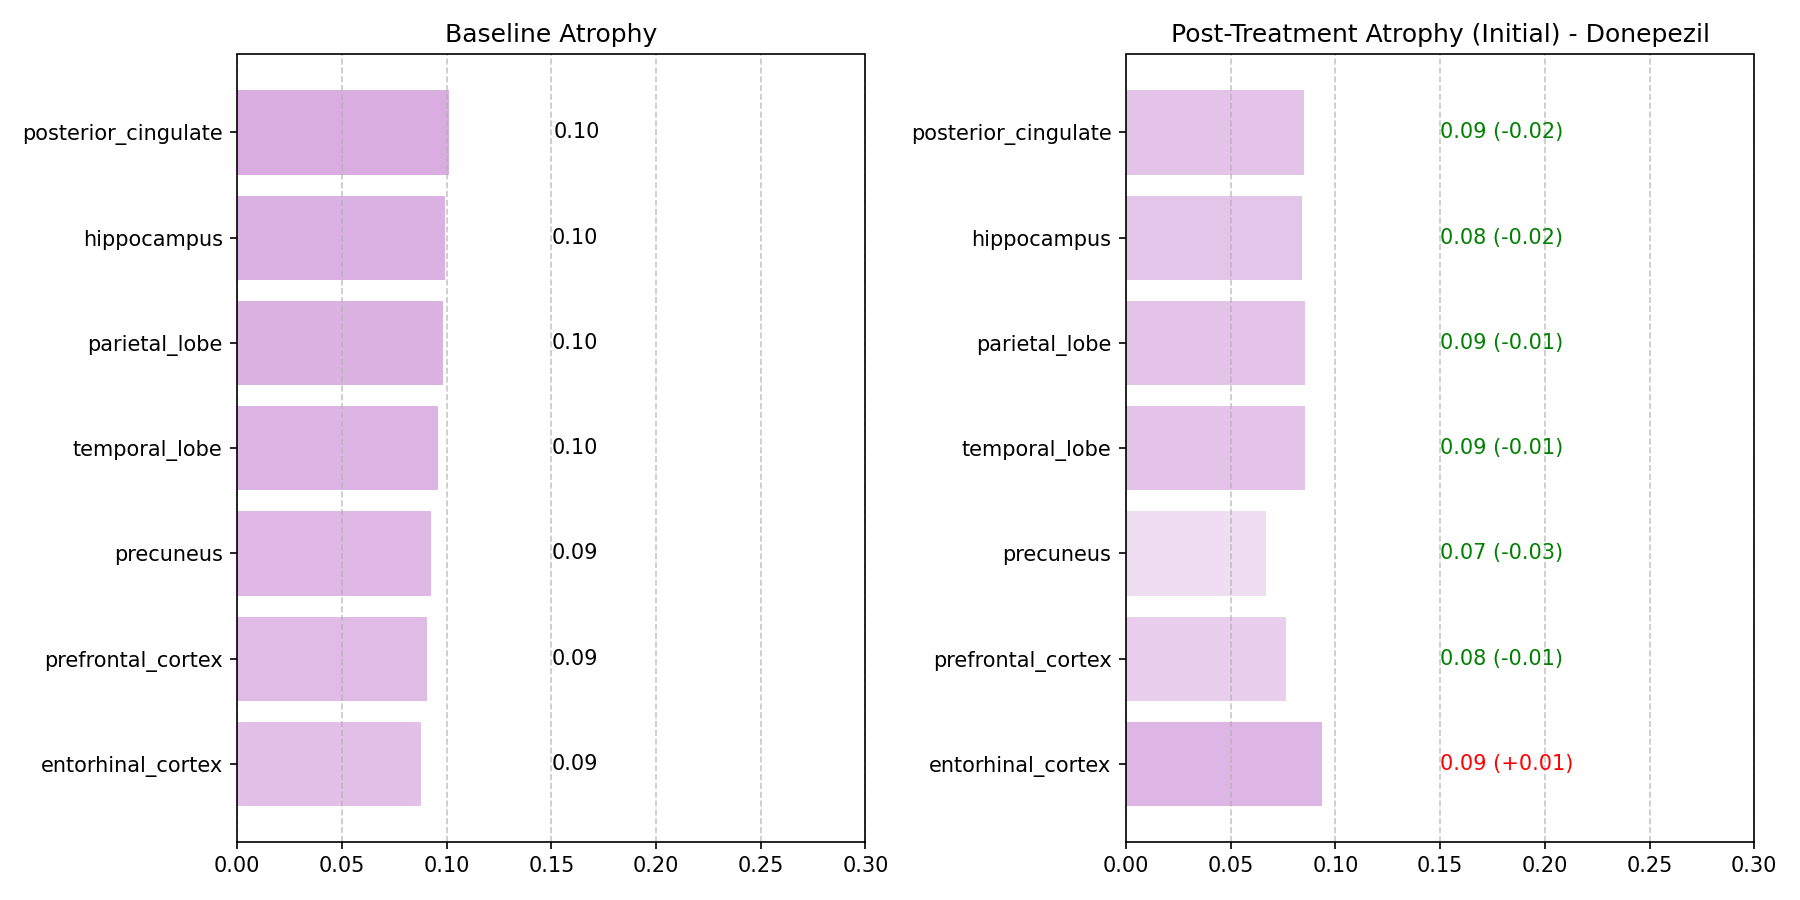 Baseline Atrophy
posterior_cingulate 0.10
hippocampus 0.10
parietal_lobe 0.10
temporal_lobe 0.10
precuneus 0.09
prefrontal_cortex 0.09
entorhinal_cortex 0.09
0.00 0.05 0.10 0.15 0.20 0.25 0.30
Post-Treatment Atrophy (Initial) - Donepezil
posterior_cingulate 0.09 (-0.02)
hippocampus 0.08 (-0.02)
parietal_lobe 0.09 (-0.01)
temporal_lobe 0.09 (-0.01)
precuneus 0.07 (-0.03)
prefrontal_cortex 0.08 (-0.01)
entorhinal_cortex 0.09 (+0.01)
0.00 0.05 0.10 0.15 0.20 0.25 0.30